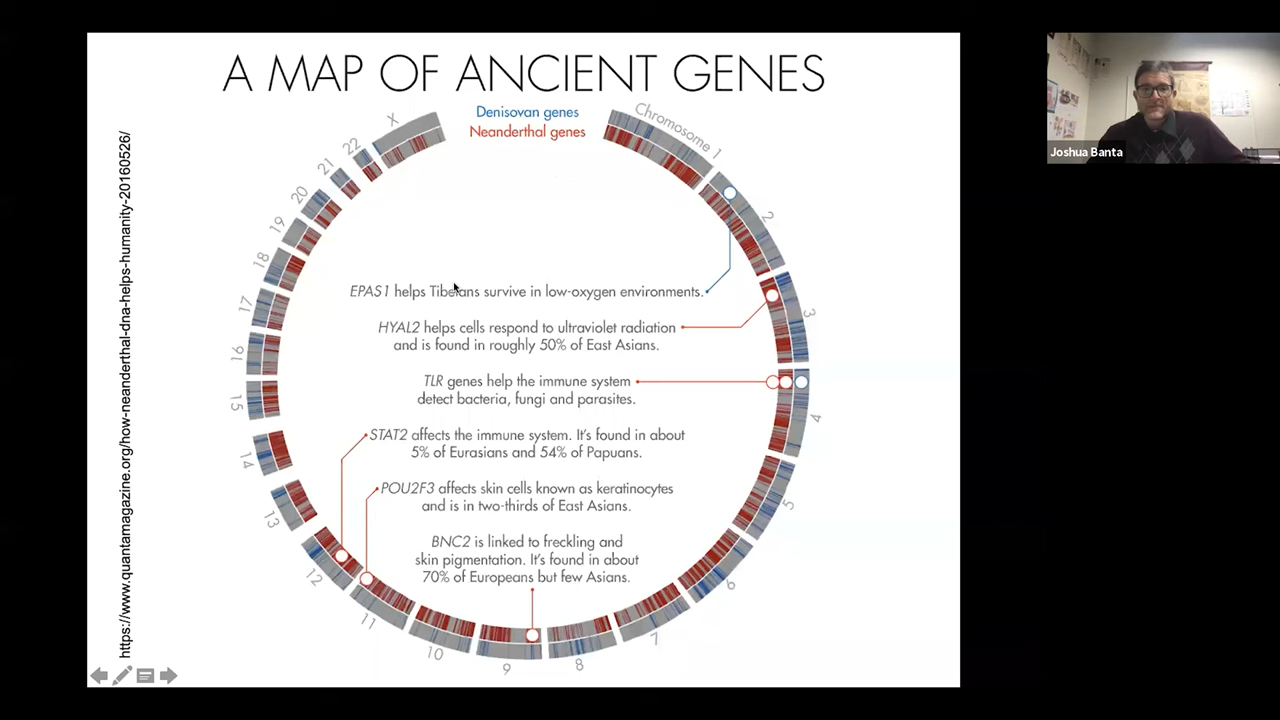 A MAP OF ANCIENT GENES
Denisovan genes
Neanderthal genes
Chromosome 1
2
3
4
5
6
7
8
9
10
11
12
13
14
15
16
17
18
19
20
21
22
X
EPAS1 helps Tibetans survive in low-oxygen environments.
HYAL2 helps cells respond to ultraviolet radiation
and is found in roughly 50% of East Asians.
TLR genes help the immune system
detect bacteria, fungi and parasites.
STAT2 affects the immune system. It's found in about
5% of Eurasians and 54% of Papuans.
POU2F3 affects skin cells known as keratinocytes
and is in two-thirds of East Asians.
BNC2 is linked to freckling and
skin pigmentation. It's found in about
70% of Europeans but few Asians.
https://www.quantamagazine.org/how-neanderthal-dna-helps-humanity-20160526/
Joshua Banta